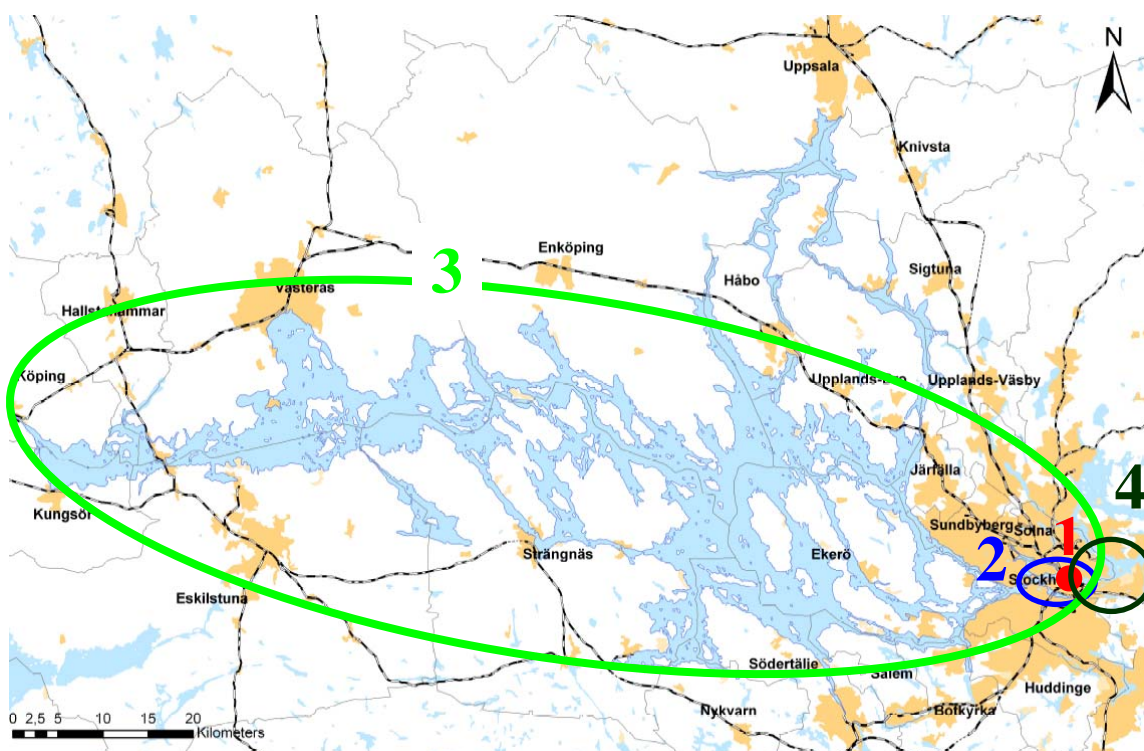 Uppsala
N
Knivsta
Enköping
3
Håbo
Sigtuna
Västerås
Hallstahammar
Köping
Upplands-Bro
Upplands-Väsby
Järfälla
4
Sundbyberg
Solna
1
Kungsör
Strängnäs
Ekerö
2
Stockh
Eskilstuna
Södertälje
Salem
Huddinge
Nykvarn
Botkyrka
0 2,5 5 10 15 20
Kilometers